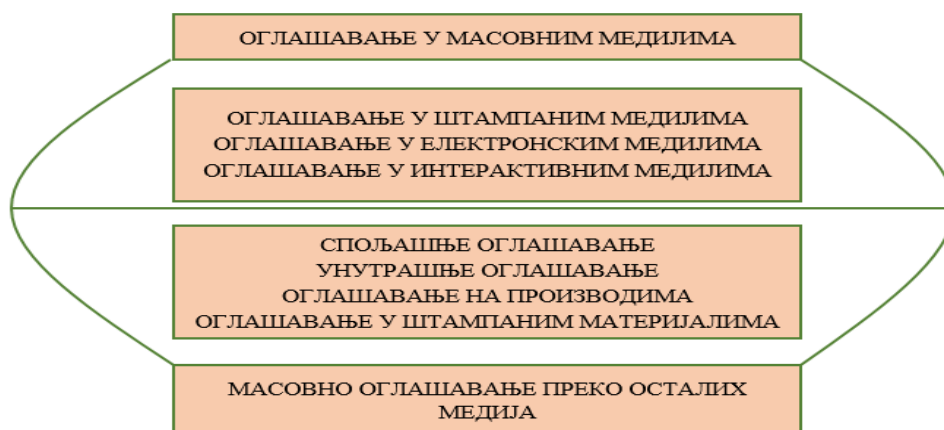 ОГЛАШАВАЊЕ У МАСОВНИМ МЕДИЈИМА
ОГЛАШАВАЊЕ У ШТАМПАНИМ МЕДИЈИМА
ОГЛАШАВАЊЕ У ЕЛЕКТРОНСКИМ МЕДИЈИМА
ОГЛАШАВАЊЕ У ИНТЕРАКТИВНИМ МЕДИЈИМА
СПОЉАШЊЕ ОГЛАШАВАЊЕ
УНУТРАШЊЕ ОГЛАШАВАЊЕ
ОГЛАШАВАЊЕ НА ПРОИЗВОДИМА
ОГЛАШАВАЊЕ У ШТАМПАНИМ МАТЕРИЈАЛИМА
МАСОВНО ОГЛАШАВАЊЕ ПРЕКО ОСТАЛИХ
МЕДИЈА